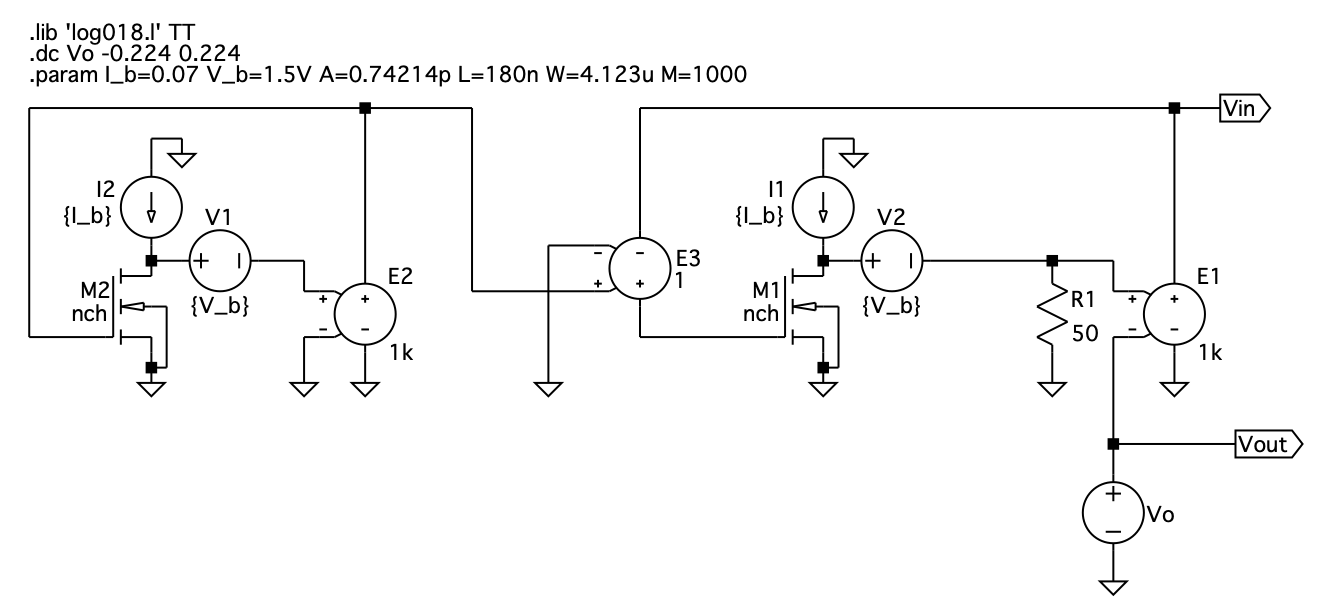 .lib 'log018.l' TT
.dc Vo -0.224 0.224
.param I_b=0.07 V_b=1.5V A=0.74214p L=180n W=4.123u M=1000
Vin
I2
{I_b}
V1
{V_b}
M2
nch
E2
1k
E3
1
I1
{I_b}
V2
{V_b}
M1
nch
R1
50
E1
1k
Vout
Vo